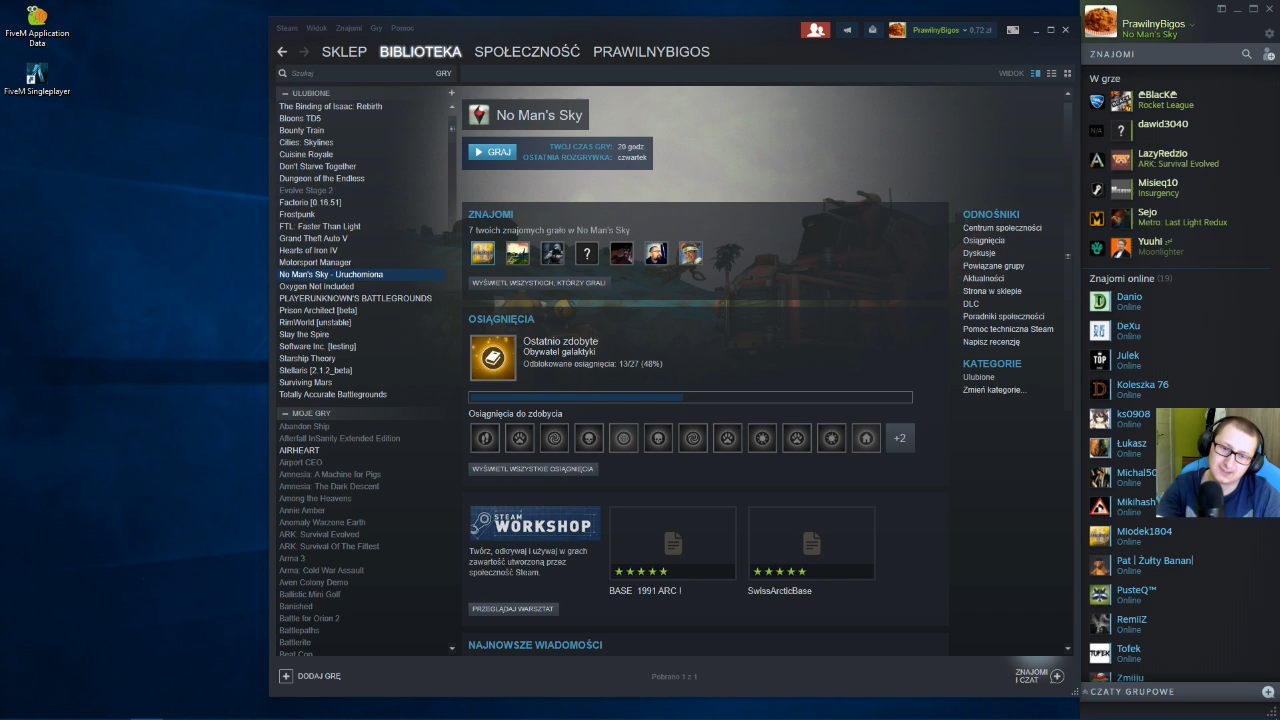 FiveM Application
Data
FiveM Singleplayer
Steam Widok Znajomi Gry Pomoc
PrawilnyBigos 0,72 zł
SKLEP BIBLIOTEKA SPOŁECZNOŚĆ PRAWILNYBIGOS
Szukaj GRY
WIDOK
ULUBIONE
The Binding of Isaac: Rebirth
Bloons TD5
Bounty Train
Cities: Skylines
Cuisine Royale
Don't Starve Together
Dungeon of the Endless
Evolve Stage 2
Factorio [0.16.51]
Frostpunk
FTL: Faster Than Light
Grand Theft Auto V
Hearts of Iron IV
Motorsport Manager
No Man's Sky - Uruchomiona
Oxygen Not Included
PLAYERUNKNOWN'S BATTLEGROUNDS
Prison Architect [beta]
RimWorld [unstable]
Slay the Spire
Software Inc. [testing]
Starship Theory
Stellaris [2.1.2_beta]
Surviving Mars
Totally Accurate Battlegrounds
MOJE GRY
Abandon Ship
Afterfall InSanity Extended Edition
AIRHEART
Airport CEO
Amnesia: A Machine for Pigs
Amnesia: The Dark Descent
Among the Heavens
Annie Amber
Anomaly Warzone Earth
ARK: Survival Evolved
ARK: Survival Of The Fittest
Arma 3
Arma: Cold War Assault
Aven Colony Demo
Ballistic Mini Golf
Banished
Battle for Orion 2
Battlepaths
Battlerite
Beat Cop
No Man's Sky
GRAJ
TWÓJ CZAS GRY: 20 godz.
OSTATNIA ROZGRYWKA: czwartek
ZNAJOMI
7 twoich znajomych grało w No Man's Sky
?
WYŚWIETL WSZYSTKICH, KTÓRZY GRALI
OSIĄGNIĘCIA
Ostatnio zdobyte
Obywatel galaktyki
Odblokowane osiągnięcia: 13/27 (48%)
Osiągnięcia do zdobycia
+2
WYŚWIETL WSZYSTKIE OSIĄGNIĘCIA
STEAM
WORKSHOP
Twórz, odkrywaj i używaj w grach
zawartość utworzoną przez
społeczność Steam.
PRZEGLĄDAJ WARSZTAT
BASE 1991 ARC !
SwissArcticBase
NAJNOWSZE WIADOMOŚCI
ODNOŚNIKI
Centrum społeczności
Osiągnięcia
Dyskusje
Powiązane grupy
Aktualności
Strona w sklepie
DLC
Poradniki społeczności
Pomoc techniczna Steam
Napisz recenzję
KATEGORIE
Ulubione
Zmień kategorie...
DODAJ GRĘ
Pobrano 1 z 1
ZNAJOMI
I CZAT
PrawilnyBigos
No Man's Sky
ZNAJOMI
W grze
₾BlacK₾
Rocket League
N/A ?
dawid3040
LazyRedzio
ARK: Survival Evolved
Misieq10
Insurgency
Sejo
Metro: Last Light Redux
Yuuhi
Moonlighter
Znajomi online (19)
Danio
Online
DeXu
Online
TOP
Julek
Online
Koleszka 76
Online
ks0908
Online
Łukasz
Online
Michal50
Online
Mikihash
Online
Młodek1804
Online
Pat | Żułty Banan|
Online
PusteQ™
Online
RemiiZ
Online
TOFEK
Tofek
Online
Zmiiju
CZATY GRUPOWE